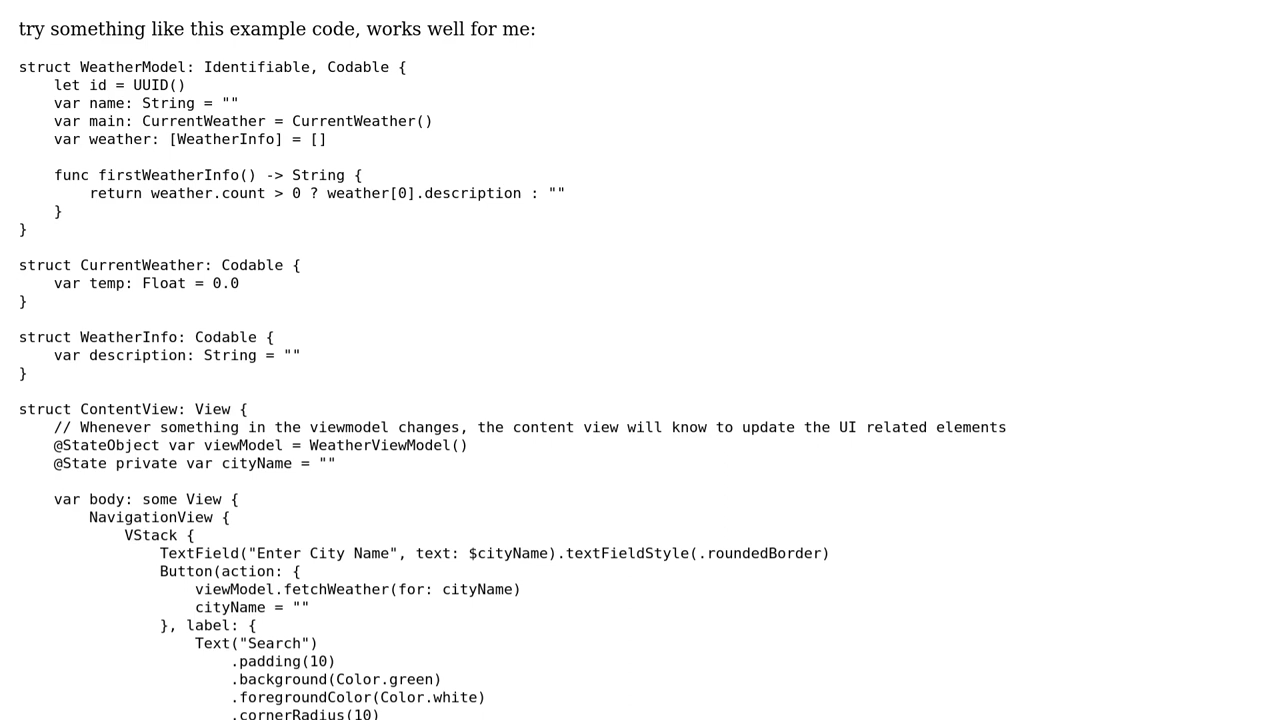 try something like this example code, works well for me:
struct WeatherModel: Identifiable, Codable {
    let id = UUID()
    var name: String = ""
    var main: CurrentWeather = CurrentWeather()
    var weather: [WeatherInfo] = []

    func firstWeatherInfo() -> String {
        return weather.count > 0 ? weather[0].description : ""
    }
}

struct CurrentWeather: Codable {
    var temp: Float = 0.0
}

struct WeatherInfo: Codable {
    var description: String = ""
}

struct ContentView: View {
    // Whenever something in the viewmodel changes, the content view will know to update the UI related elements
    @StateObject var viewModel = WeatherViewModel()
    @State private var cityName = ""

    var body: some View {
        NavigationView {
            VStack {
                TextField("Enter City Name", text: $cityName).textFieldStyle(.roundedBorder)
                Button(action: {
                    viewModel.fetchWeather(for: cityName)
                    cityName = ""
                }, label: {
                    Text("Search")
                        .padding(10)
                        .background(Color.green)
                        .foregroundColor(Color.white)
                        .cornerRadius(10)